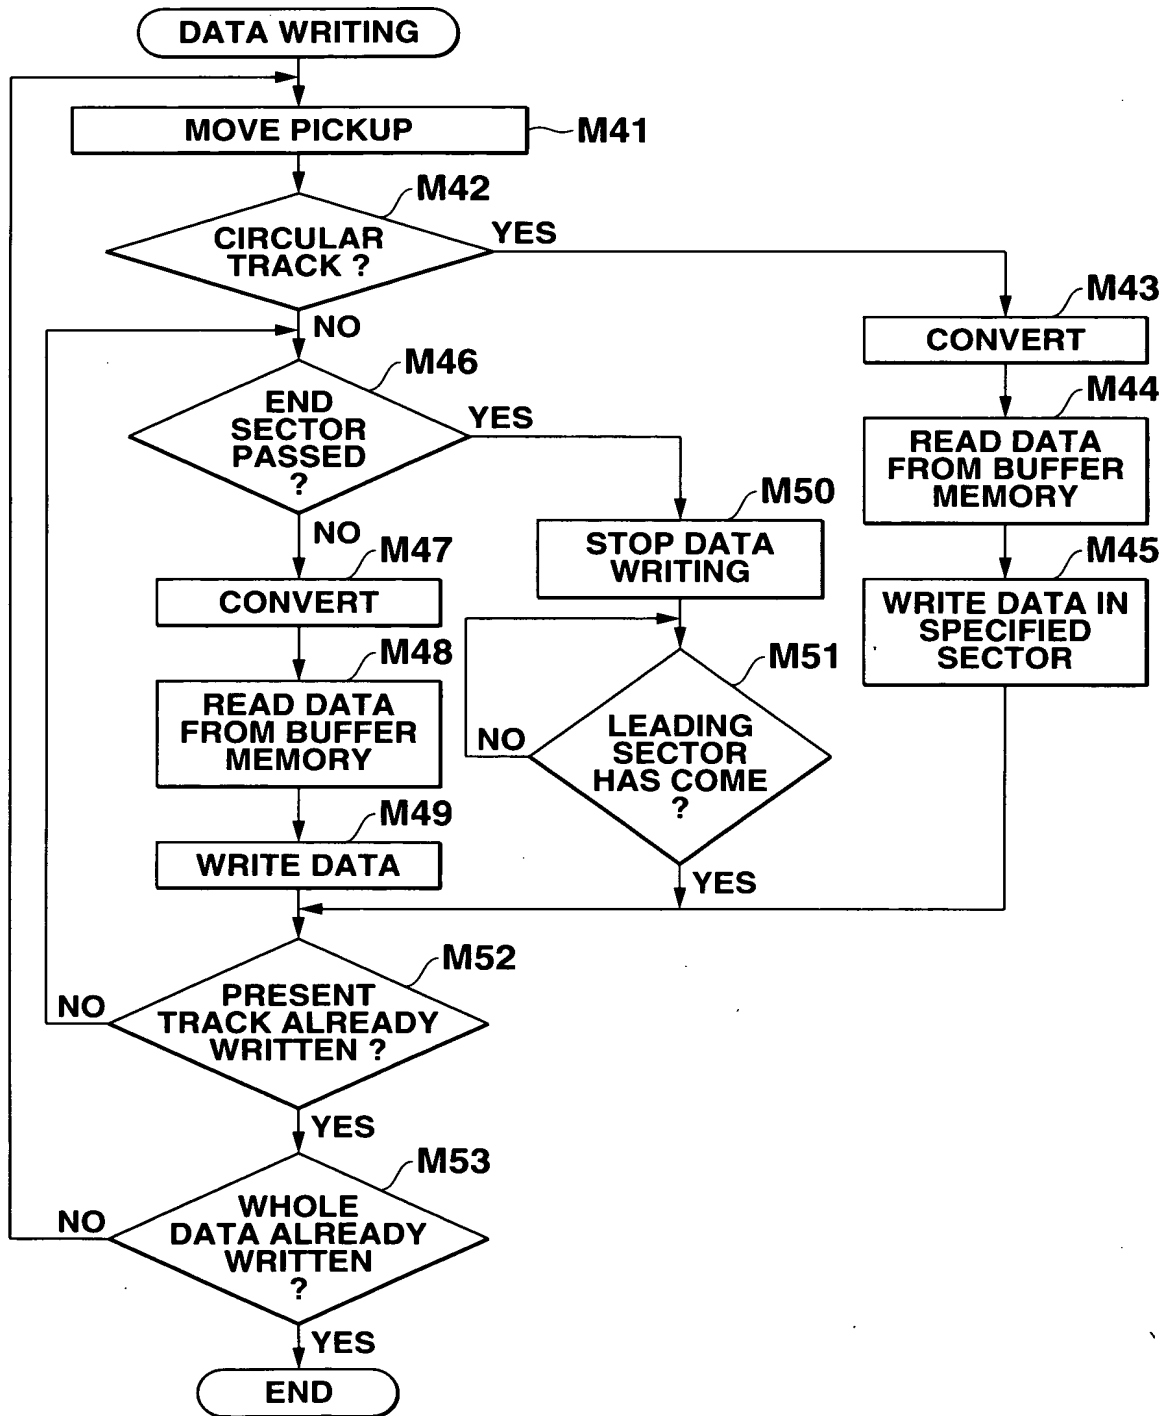 DATA WRITING
MOVE PICKUP
M41
M42
CIRCULAR
TRACK ?
YES
NO
M43
CONVERT
M44
READ DATA
FROM BUFFER
MEMORY
M45
WRITE DATA IN
SPECIFIED
SECTOR
M46
END
SECTOR
PASSED
?
YES
NO
M47
CONVERT
M48
READ DATA
FROM BUFFER
MEMORY
M49
WRITE DATA
M50
STOP DATA
WRITING
M51
LEADING
SECTOR
HAS COME
?
NO
YES
M52
PRESENT
TRACK ALREADY
WRITTEN ?
NO
YES
M53
WHOLE
DATA ALREADY
WRITTEN
?
NO
YES
END